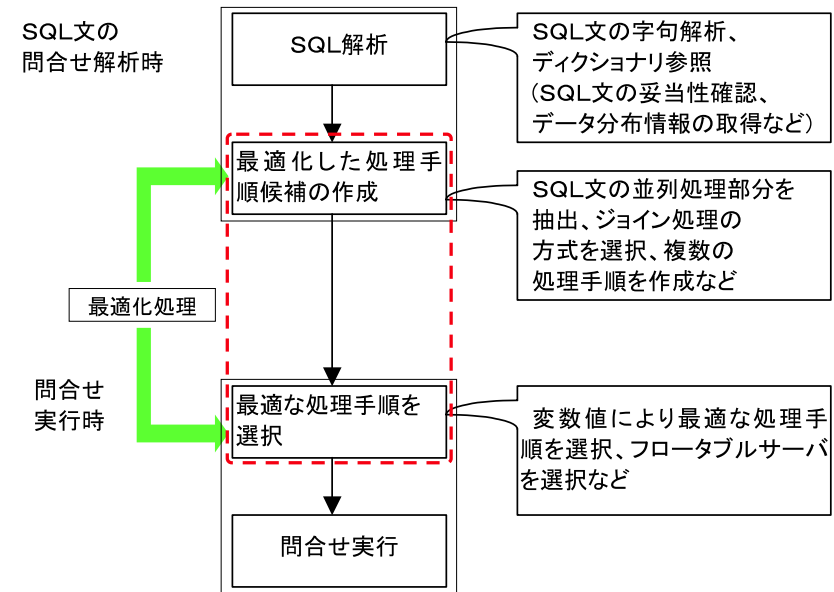 SQL文の
問合せ解析時
SQL解析
SQL文の字句解析、
ディクショナリ参照
(SQL文の妥当性確認、
データ分布情報の取得など)
最適化した処理手
順候補の作成
SQL文の並列処理部分を
抽出、ジョイン処理の
方式を選択、複数の
処理手順を作成など
最適化処理
問合せ
実行時
最適な処理手順を
選択
変数値により最適な処理手
順を選択、フロータブルサーバ
を選択など
問合せ実行